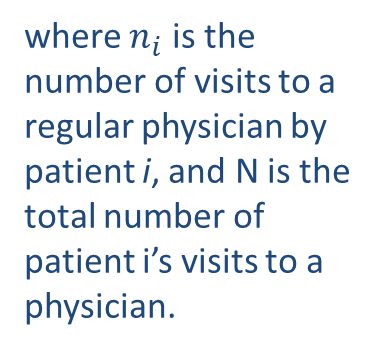 where nᵢ is the
number of visits to a
regular physician by
patient i, and N is the
total number of
patient i’s visits to a
physician.